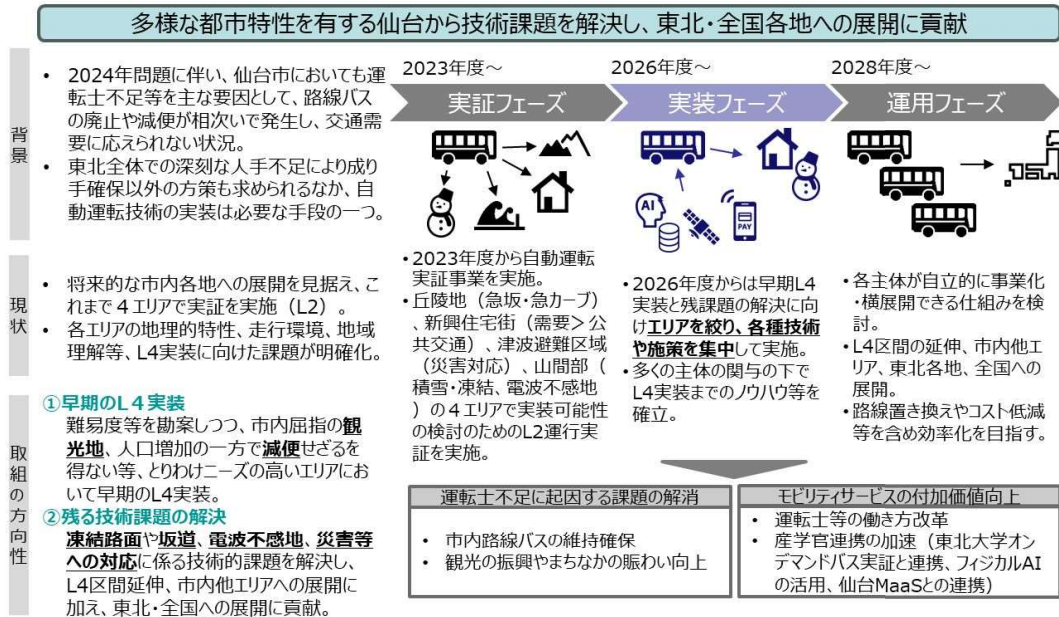 多様な都市特性を有する仙台から技術課題を解決し、東北・全国各地への展開に貢献
背景
• 2024年問題に伴い、仙台市においても運
転士不足等を主な要因として、路線バス
の廃止や減便が相次いで発生し、交通需
要に応えられない状況。
• 東北全体での深刻な人手不足により成り
手確保以外の方策も求められるなか、自
動運転技術の実装は必要な手段の一つ。
現状
• 将来的な市内各地への展開を見据え、こ
れまで４エリアで実証を実施（L2）。
• 各エリアの地理的特性、走行環境、地域
理解等、L4実装に向けた課題が明確化。
取組の方向性
①早期のL４実装
難易度等を勘案しつつ、市内屈指の観
光地、人口増加の一方で減便せざるを
得ない等、とりわけニーズの高いエリアにお
いて早期のL4実装。
②残る技術課題の解決
凍結路面や坂道、電波不感地、災害等
への対応に係る技術的課題を解決し、
L4区間延伸、市内他エリアへの展開に
加え、東北・全国への展開に貢献。
2023年度～
実証フェーズ
• 2023年度から自動運転
実証事業を実施。
• 丘陵地（急坂・急カーブ）
、新興住宅街（需要＞公
共交通）、津波避難区域
（災害対応）、山間部（
積雪・凍結、電波不感地
）の４エリアで実装可能性
の検討のためのL2運行実
証を実施。
2026年度～
実装フェーズ
AI
PAY
• 2026年度からは早期L4
実装と残課題の解決に向
けエリアを絞り、各種技術
や施策を集中して実施。
• 多くの主体の関与の下で
L4実装までのノウハウ等を
確立。
2028年度～
運用フェーズ
• 各主体が自立的に事業化
・横展開できる仕組みを検
討。
• L4区間の延伸、市内他エ
リア、東北各地、全国への
展開。
• 路線置き換えやコスト低減
等を含め効率化を目指す。
運転士不足に起因する課題の解消
• 市内路線バスの維持確保
• 観光の振興やまちなかの賑わい向上
モビリティサービスの付加価値向上
• 運転士等の働き方改革
• 産学官連携の加速（東北大学オン
デマンドバス実証と連携、フィジカルAI
の活用、仙台MaaSとの連携）